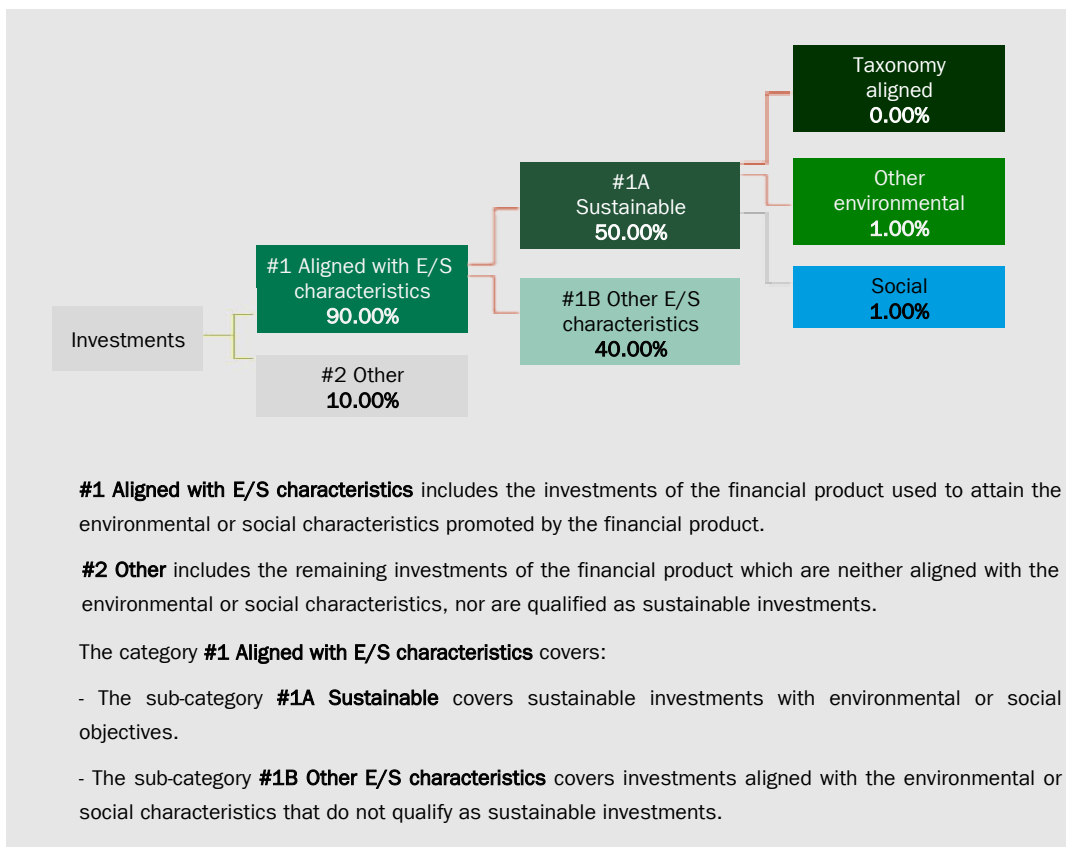 Taxonomy
aligned
0.00%
Other
environmental
1.00%
Social
1.00%
#1A
Sustainable
50.00%
#1B Other E/S
characteristics
40.00%
#1 Aligned with E/S
characteristics
90.00%
#2 Other
10.00%
Investments
#1 Aligned with E/S characteristics includes the investments of the financial product used to attain the
environmental or social characteristics promoted by the financial product.
#2 Other includes the remaining investments of the financial product which are neither aligned with the
environmental or social characteristics, nor are qualified as sustainable investments.
The category #1 Aligned with E/S characteristics covers:
- The sub-category #1A Sustainable covers sustainable investments with environmental or social
objectives.
- The sub-category #1B Other E/S characteristics covers investments aligned with the environmental or
social characteristics that do not qualify as sustainable investments.